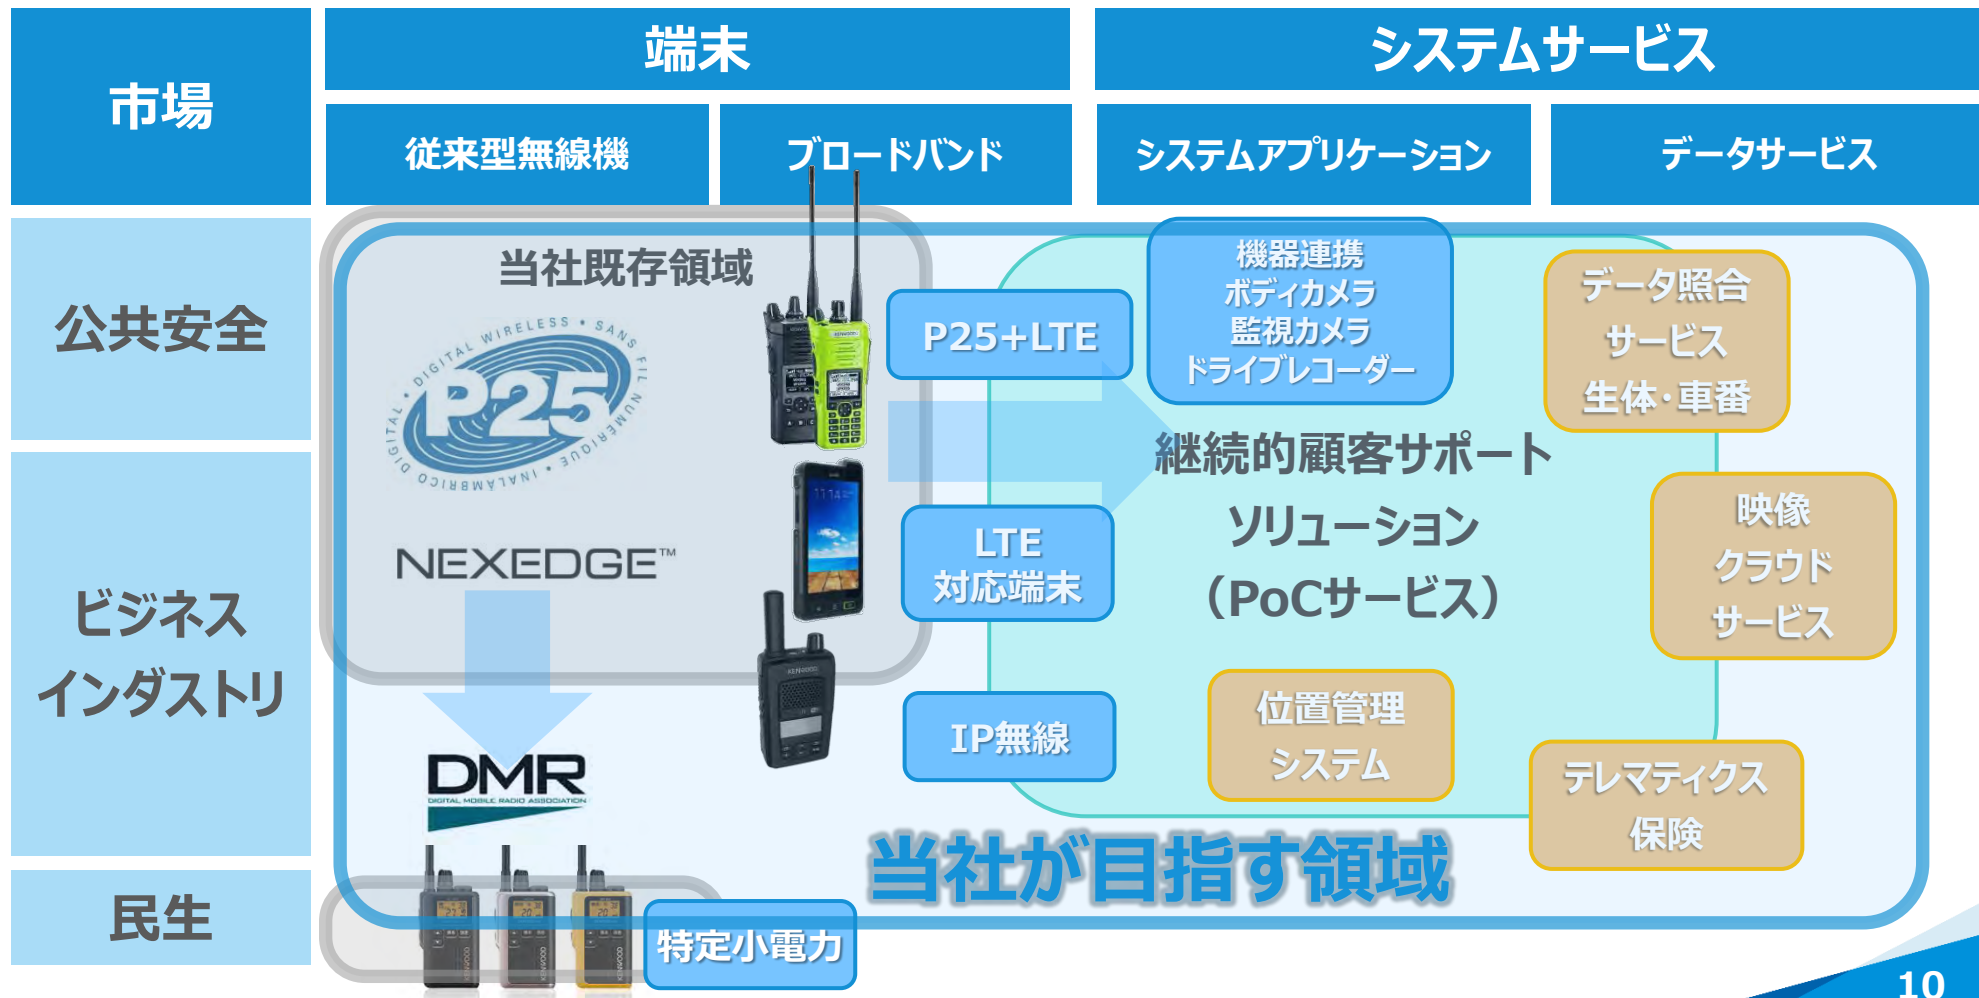 市場
端末
システムサービス
従来型無線機
ブロードバンド
システムアプリケーション
データサービス
公共安全
ビジネス
インダストリ
民生
当社既存領域
DIGITAL WIRELESS • SANS FIL NUMÉRIQUE • INALÁMBRICO DIGITAL •
P25
NEXEDGE™
DMR
DIGITAL MOBILE RADIO ASSOCIATION
KENWOOD
KENWOOD
KENWOOD
KENWOOD
KENWOOD
P25+LTE
LTE
対応端末
IP無線
特定小電力
機器連携
ボディカメラ
監視カメラ
ドライブレコーダー
継続的顧客サポート
ソリューション
（PoCサービス）
位置管理
システム
データ照合
サービス
生体・車番
映像
クラウド
サービス
テレマティクス
保険
当社が目指す領域
10